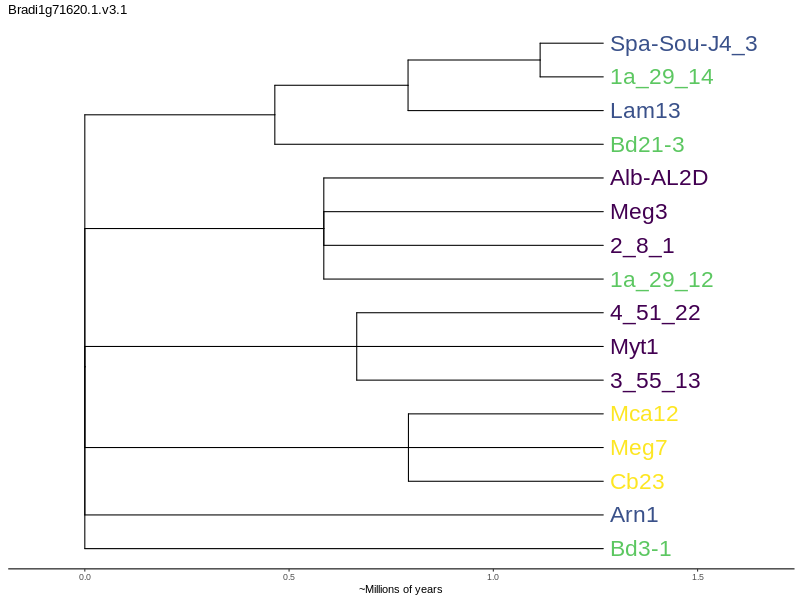 Bradi1g71620.1.v3.1
Spa-Sou-J4_3
1a_29_14
Lam13
Bd21-3
Alb-AL2D
Meg3
2_8_1
1a_29_12
4_51_22
Myt1
3_55_13
Mca12
Meg7
Cb23
Arn1
Bd3-1
0.0 0.5 1.0 1.5
~Millions of years